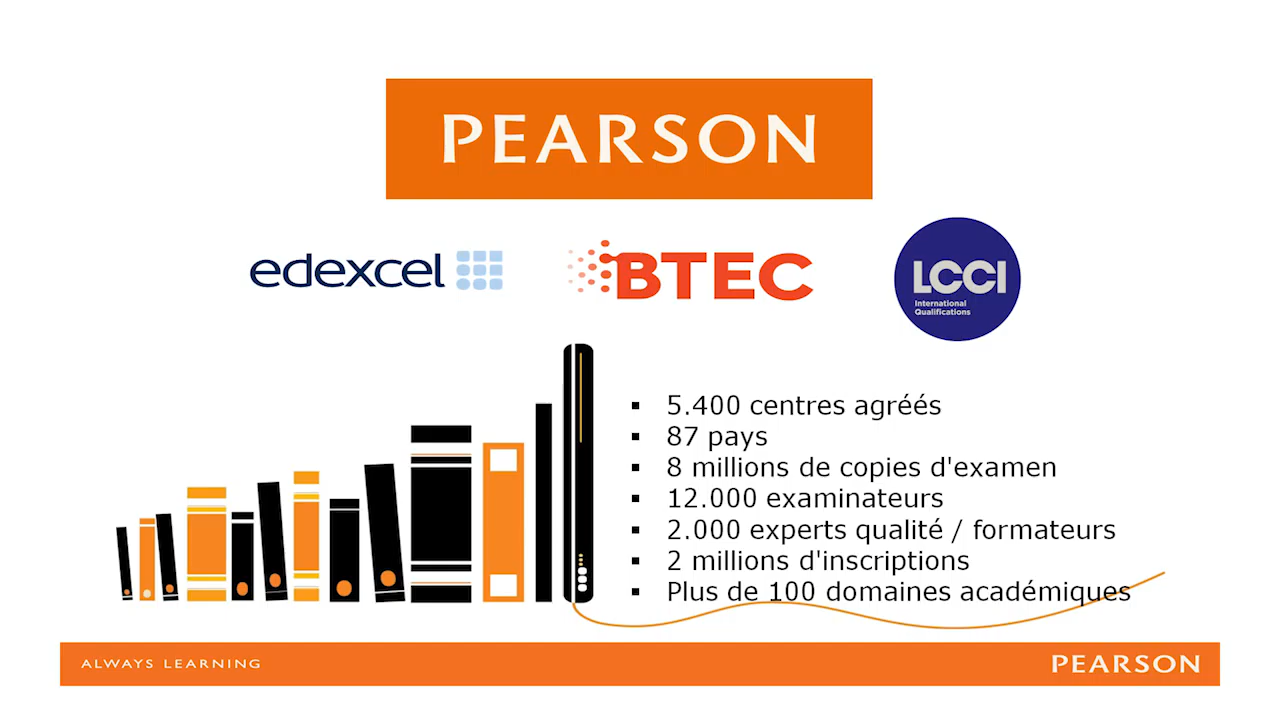 PEARSON
edexcel
BTEC
LCCI
International
Qualifications
▪ 5.400 centres agréés
▪ 87 pays
▪ 8 millions de copies d'examen
▪ 12.000 examinateurs
▪ 2.000 experts qualité / formateurs
▪ 2 millions d'inscriptions
▪ Plus de 100 domaines académiques
ALWAYS LEARNING
PEARSON